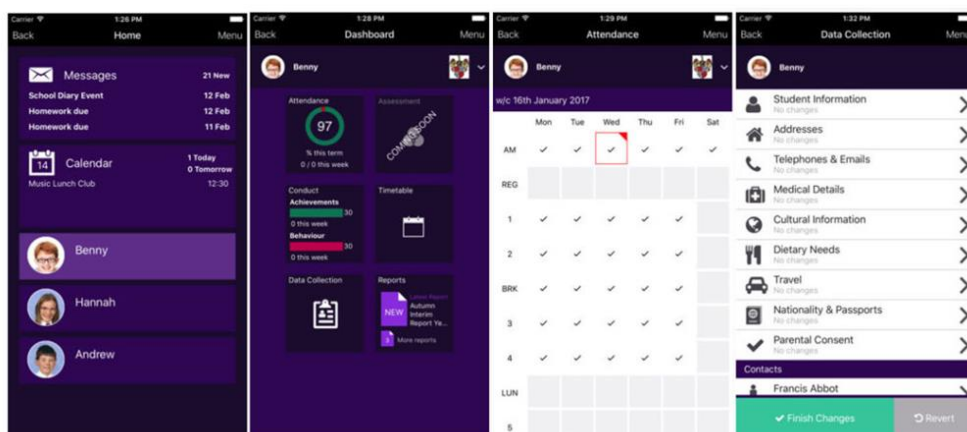 Carrier 1:26 PM
Back Home Menu
Messages 21 New
School Diary Event 12 Feb
Homework due 12 Feb
Homework due 11 Feb
14 Calendar 1 Today
0 Tomorrow
Music Lunch Club 12:30
Benny
Hannah
Andrew
Carrier 1:28 PM
Back Dashboard Menu
Benny
Attendance Assessment
97 COMING SOON
% this term
0 / 0 this week
Conduct Timetable
Achievements
30
0 this week
Behaviour
30
0 this week
Data Collection Reports
Latest Report
NEW Autumn
Interim
Report Ye...
3 More reports
Carrier 1:29 PM
Back Attendance Menu
Benny
w/c 16th January 2017
Mon Tue Wed Thu Fri Sat
AM
REG
1
2
BRK
3
4
LUN
5
Carrier 1:32 PM
Back Data Collection Menu
Benny
Student Information
No changes
Addresses
No changes
Telephones & Emails
No changes
Medical Details
No changes
Cultural Information
No changes
Dietary Needs
No changes
Travel
No changes
Nationality & Passports
No changes
Parental Consent
No changes
Contacts
Francis Abbot
Finish Changes Revert